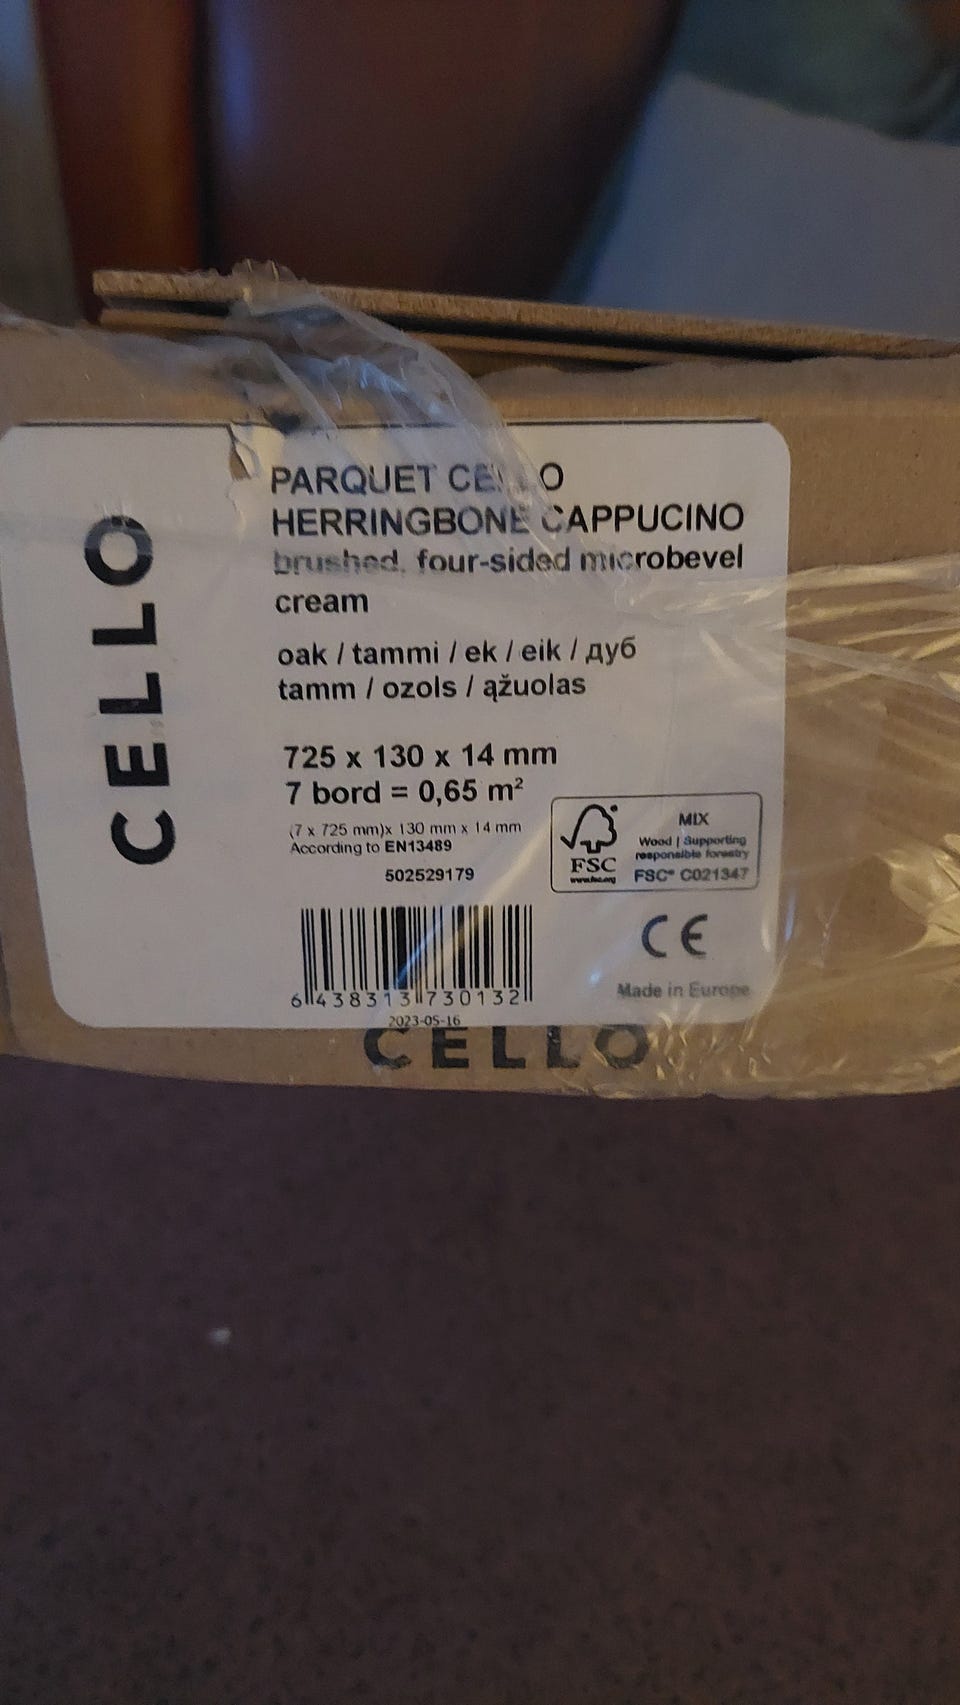 CELLO
PARQUET CELLO
HERRINGBONE CAPPUCINO
brushed, four-sided microbevel
cream
oak / tammi / ek / eik / дуб
tamm / ozols / ąžuolas
725 x 130 x 14 mm
7 bord = 0,65 m²
(7 x 725 mm)x 130 mm x 14 mm
According to EN13489
502529179
FSC
www.fsc.org
MIX
Wood | Supporting
responsible forestry
FSC® C021347
CE
Made in Europe
6 438313 730132
2023-05-16
CELLO